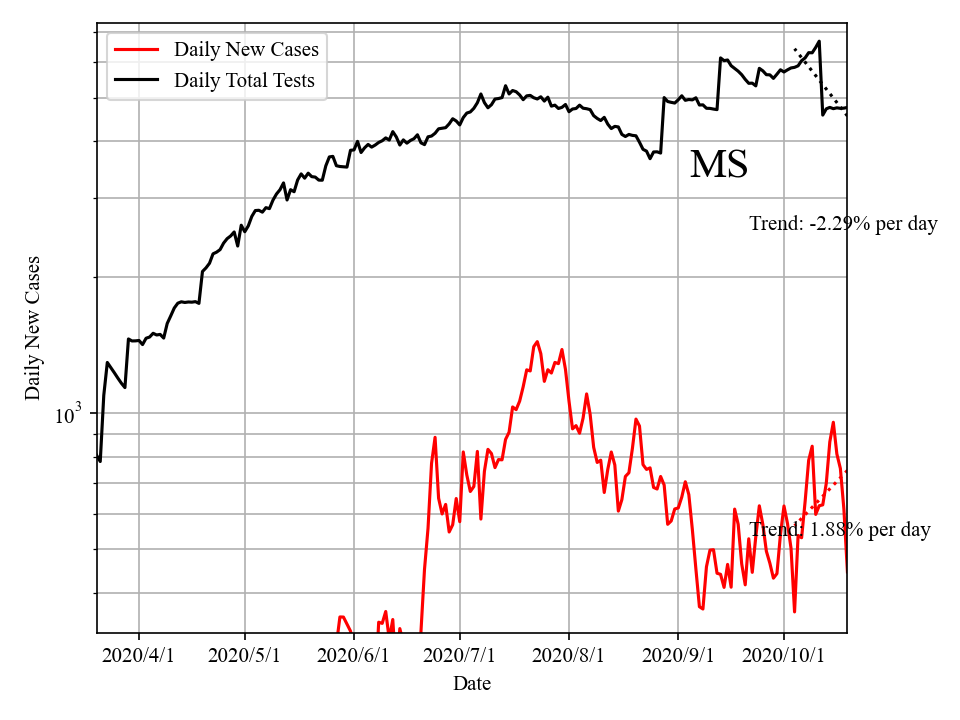 Daily New Cases
Daily Total Tests
MS
Trend: -2.29% per day
Trend: 1.88% per day
Daily New Cases
10^3
2020/4/1 2020/5/1 2020/6/1 2020/7/1 2020/8/1 2020/9/1 2020/10/1
Date